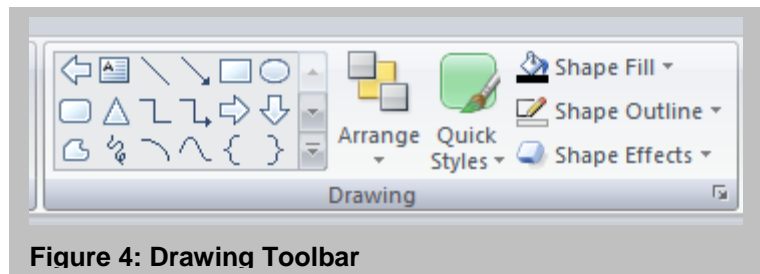 A
Arrange
Quick
Styles
Shape Fill
Shape Outline
Shape Effects
Drawing
Figure 4: Drawing Toolbar